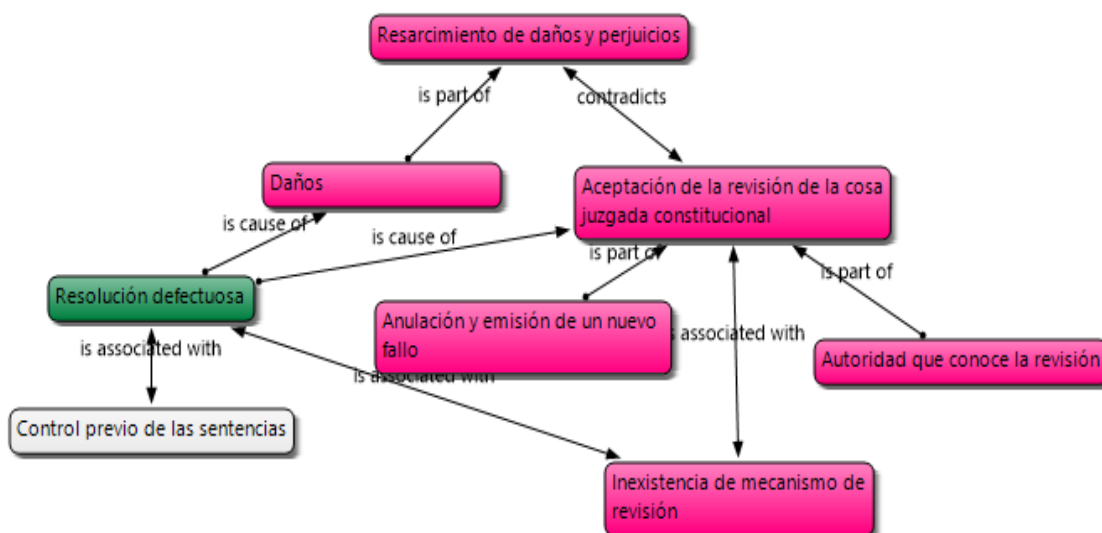 Resarcimiento de daños y perjuicios
is part of
contradicts
Daños
Aceptación de la revisión de la cosa
juzgada constitucional
is cause of
is cause of
is part of
is part of
Resolución defectuosa
Anulación y emisión de un nuevo
fallo
is associated with
is associated with
Autoridad que conoce la revisión
is associated with
Control previo de las sentencias
Inexistencia de mecanismo de
revisión